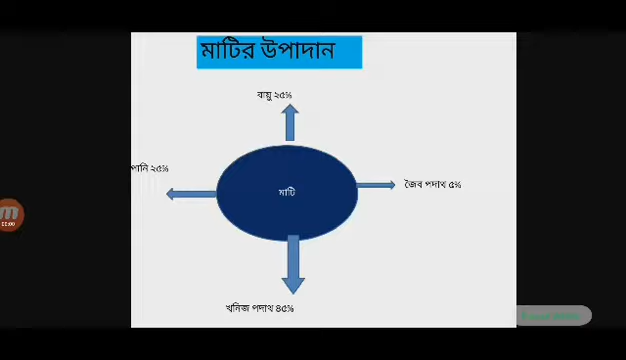 মাটির উপাদান
বায়ু ২৫%
পানি ২৫%
মাটি
জৈব পদাথ ৫%
খনিজ পদাথ ৪৫%